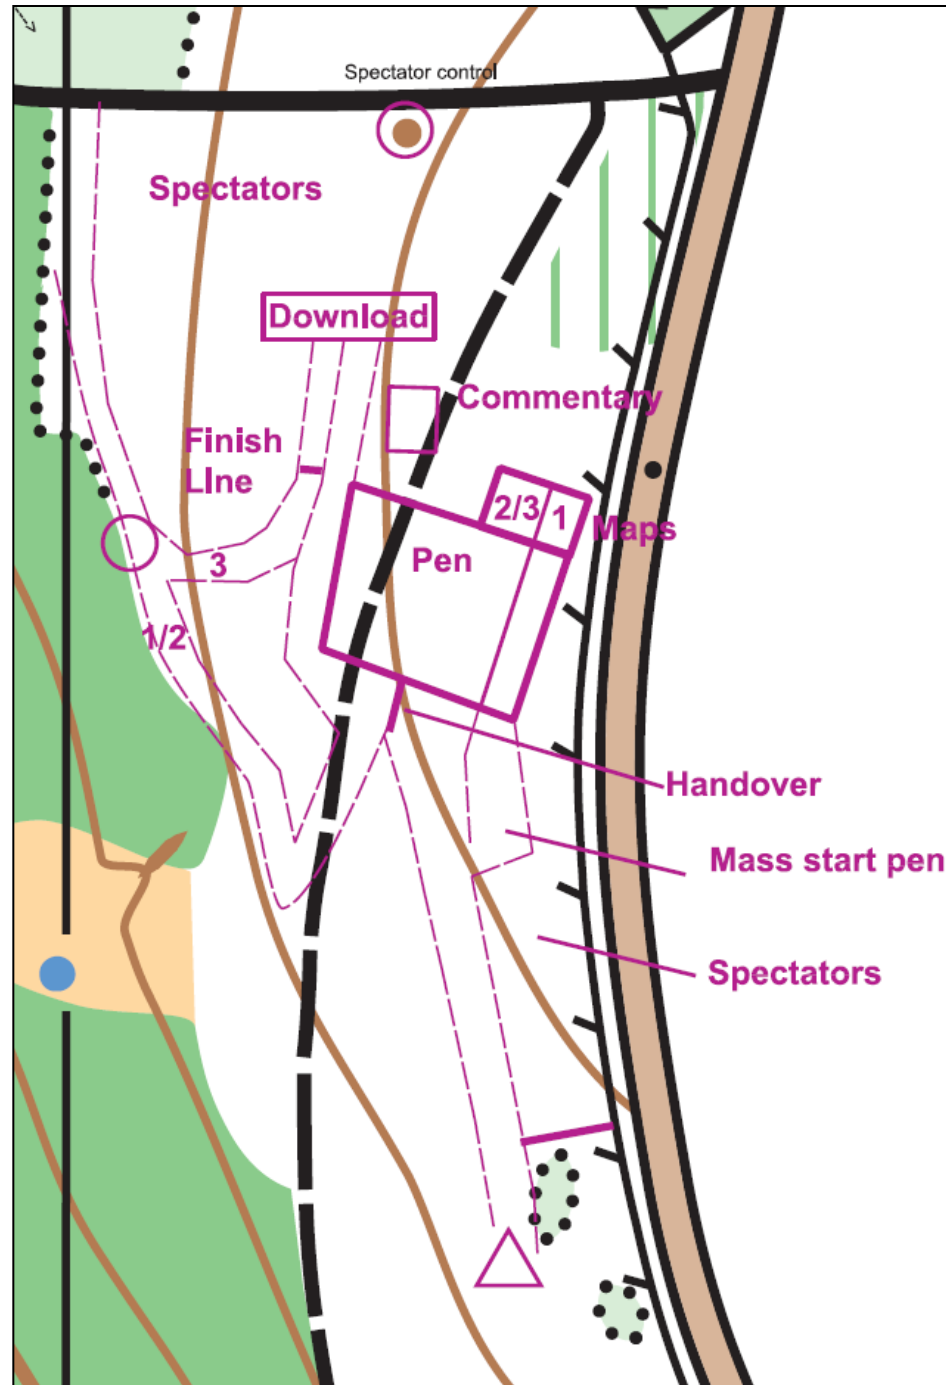 Spectator control
Spectators
Download
Commentary
Finish
LIne
2/3
1
Maps
Pen
3
1/2
Handover
Mass start pen
Spectators